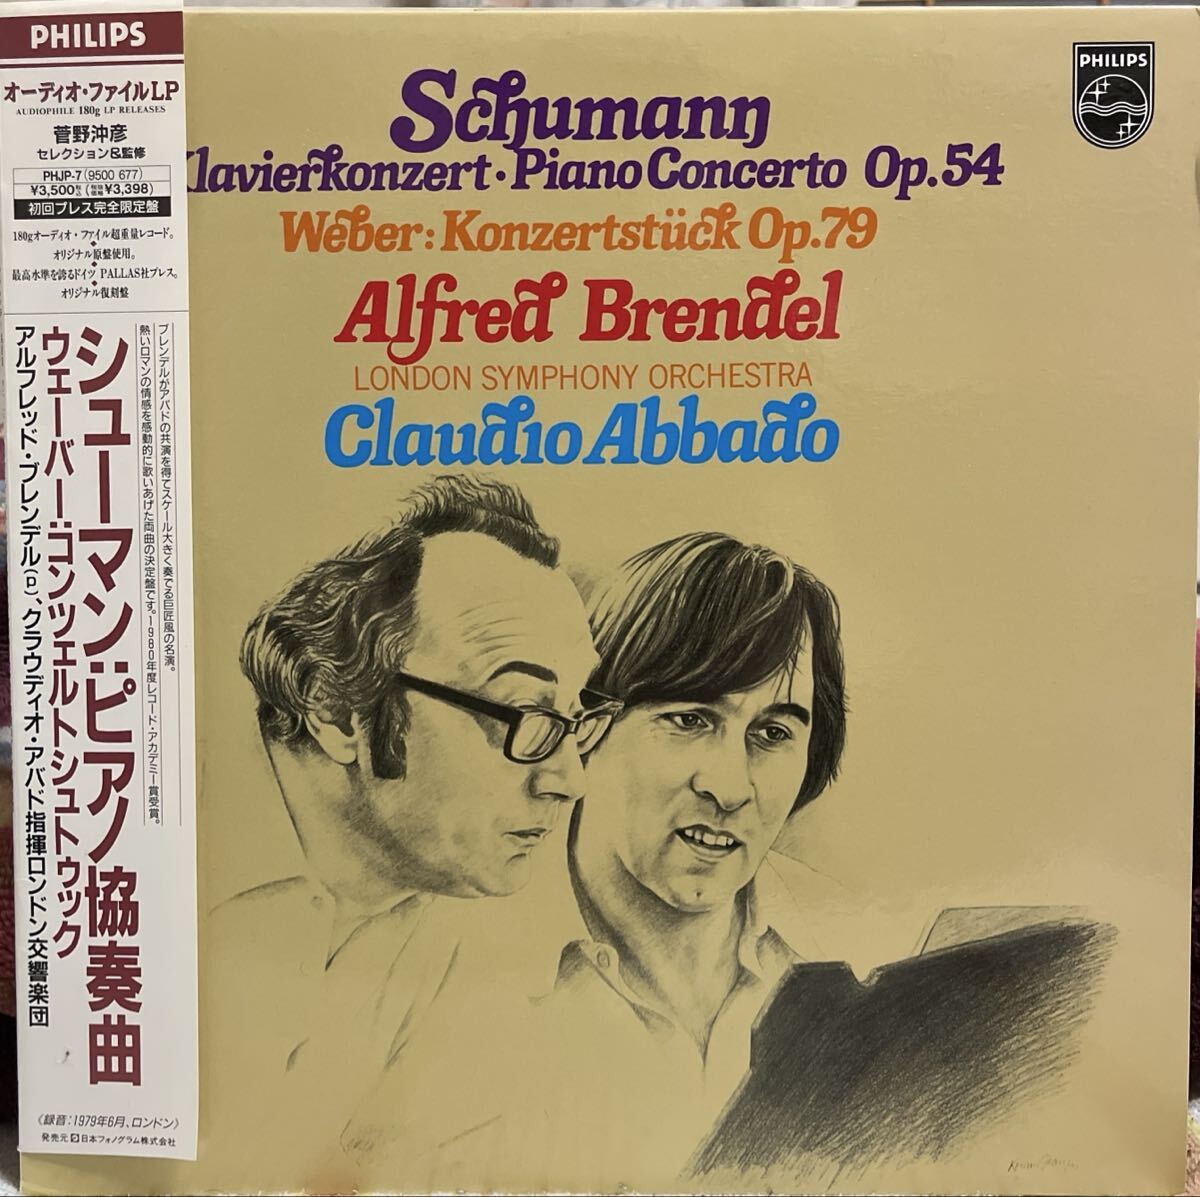 PHILIPS
オーディオ・ファイルLP
AUDIOPHILE 180g LP RELEASES
菅野沖彦
セレクション&監修
PHJP-7(9500 677)
¥3,500(税込)(税抜価格¥3,398)
初回プレス完全限定盤
180gオーディオ・ファイル超重量レコード。
オリジナル原盤使用。
最高水準を誇るドイツ PALLAS社プレス。
オリジナル復刻盤
ブレンデルがアバドの共演を得てスケール大きく奏でる巨匠風の名演。
熱いロマンの情感を感動的に歌いあげた両曲の決定盤です。1980年度レコード・アカデミー賞受賞。
シューマン:ピアノ協奏曲
ウェーバー:コンツェルトシュトゥック
アルフレッド・ブレンデル(p)、クラウディオ・アバド指揮ロンドン交響楽団
《録音:1979年6月、ロンドン》
発売元 日本フォノグラム株式会社
Schumann
Klavierkonzert · Piano Concerto Op.54
Weber: Konzertstück Op.79
Alfred Brendel
LONDON SYMPHONY ORCHESTRA
Claudio Abbado
PHILIPS